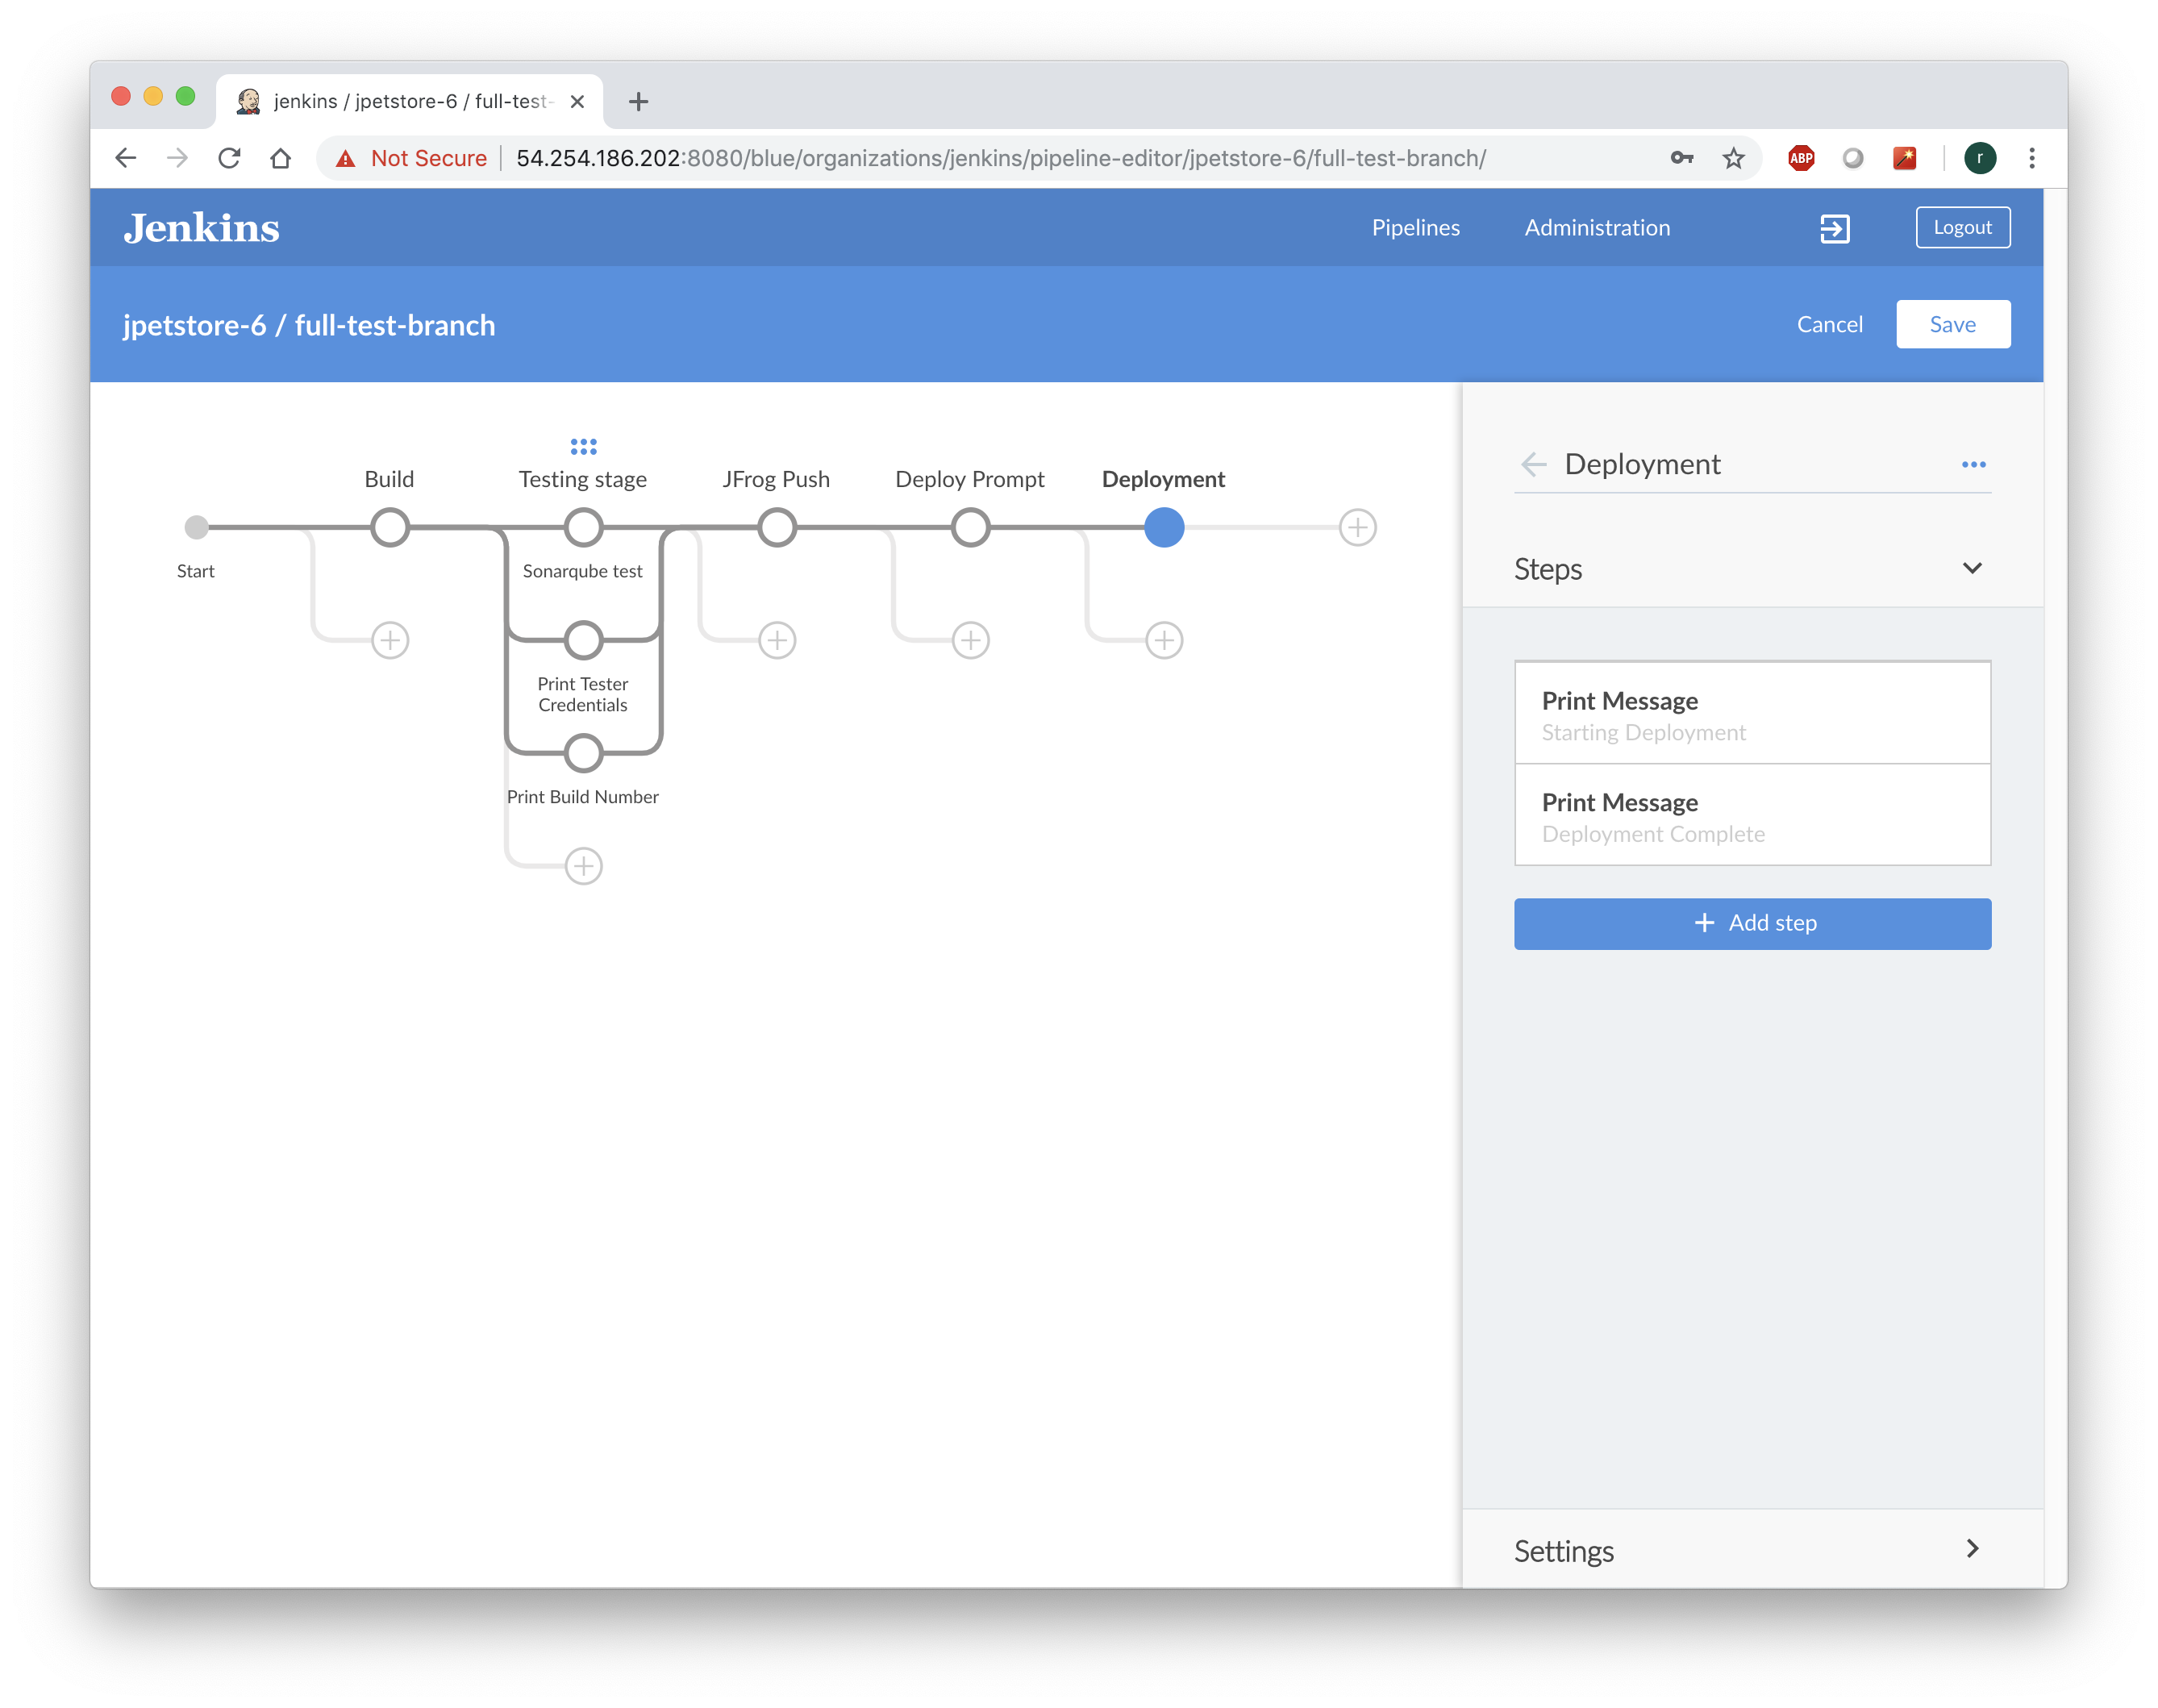 jenkins / jpetstore-6 / full-test-
Not Secure
54.254.186.202:8080/blue/organizations/jenkins/pipeline-editor/jpetstore-6/full-test-branch/
ABP
r
Jenkins
Pipelines
Administration
Logout
jpetstore-6 / full-test-branch
Cancel
Save
Build
Testing stage
JFrog Push
Deploy Prompt
Deployment
Start
Sonarqube test
Print Tester
Credentials
Print Build Number
Deployment
Steps
Print Message
Starting Deployment
Print Message
Deployment Complete
+ Add step
Settings